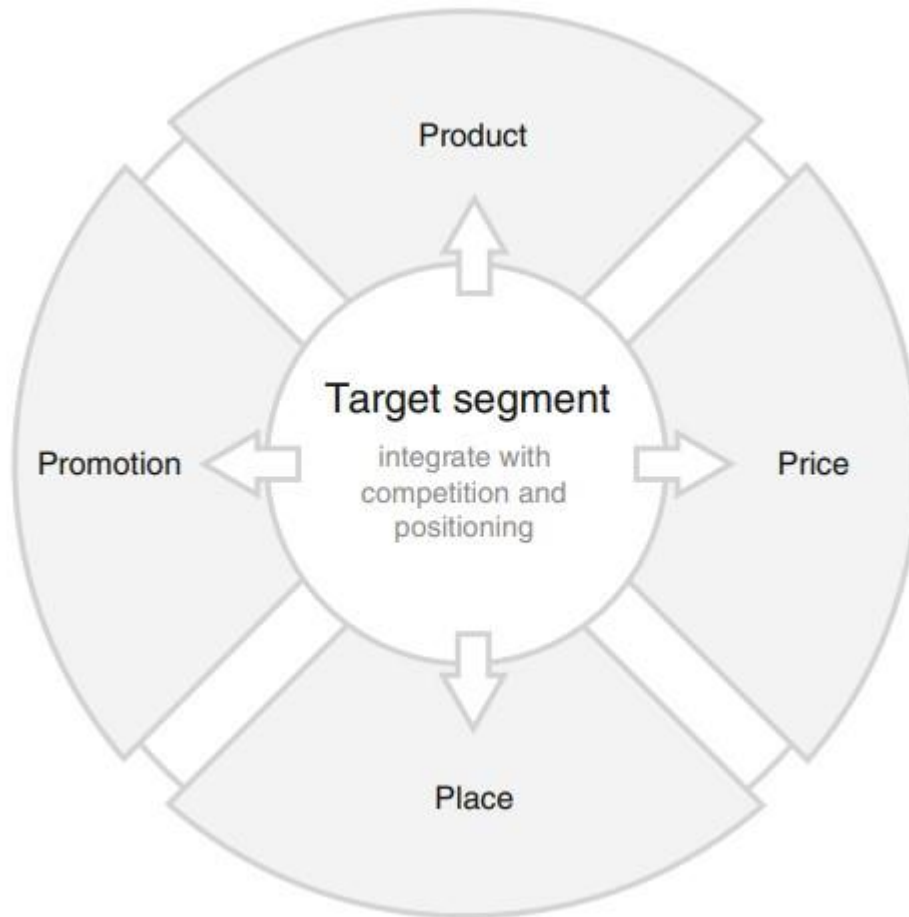 Product
Target segment
integrate with
competition and
positioning
Promotion
Price
Place